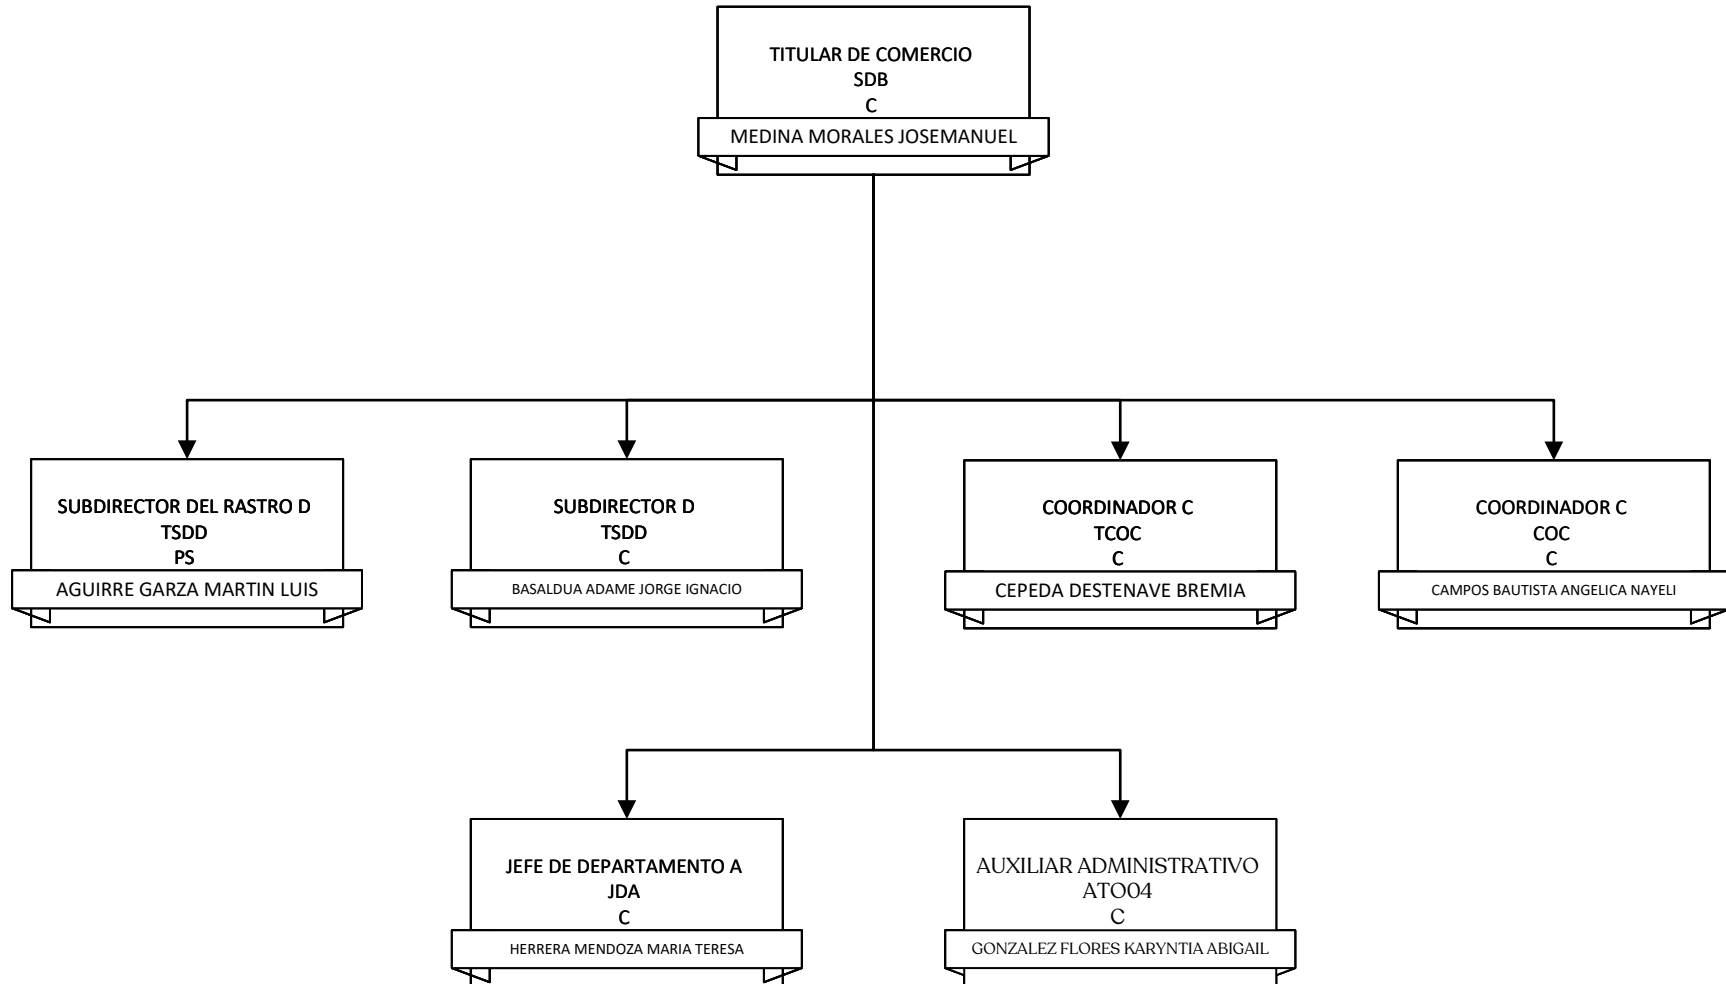 TITULAR DE COMERCIO
SDB
C
MEDINA MORALES JOSEMANUEL
SUBDIRECTOR DEL RASTRO D
TSDD
PS
AGUIRRE GARZA MARTIN LUIS
SUBDIRECTOR D
TSDD
C
BASALDUA ADAME JORGE IGNACIO
COORDINADOR C
TCOC
C
CEPEDA DESTENAVE BREMIA
COORDINADOR C
COC
C
CAMPOS BAUTISTA ANGELICA NAYELI
JEFE DE DEPARTAMENTO A
JDA
C
HERRERA MENDOZA MARIA TERESA
AUXILIAR ADMINISTRATIVO
ATO04
C
GONZALEZ FLORES KARYNTIA ABIGAIL